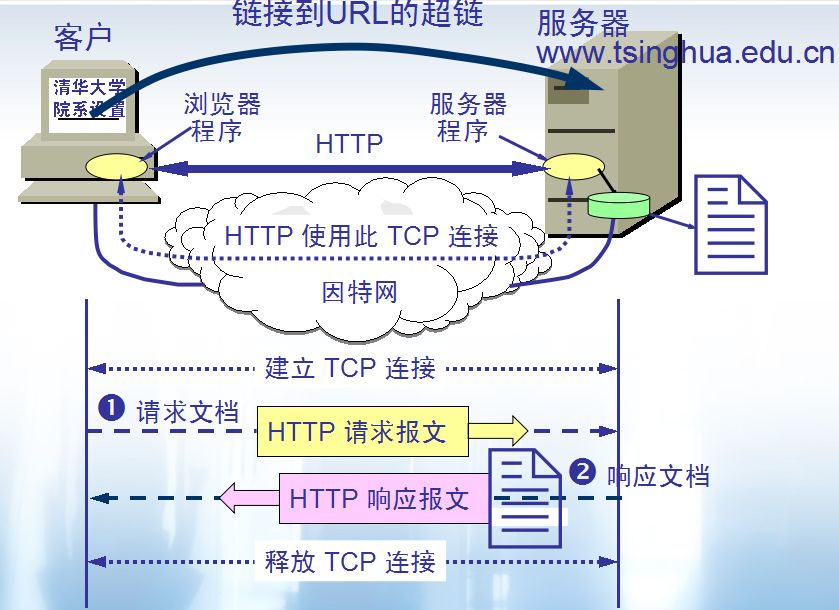 链接到URL的超链
客户
服务器
www.tsinghua.edu.cn
清华大学
院系设置
浏览器
程序
服务器
程序
HTTP
HTTP 使用此 TCP 连接
因特网
建立 TCP 连接
❶ 请求文档
HTTP 请求报文
❷ 响应文档
HTTP 响应报文
释放 TCP 连接